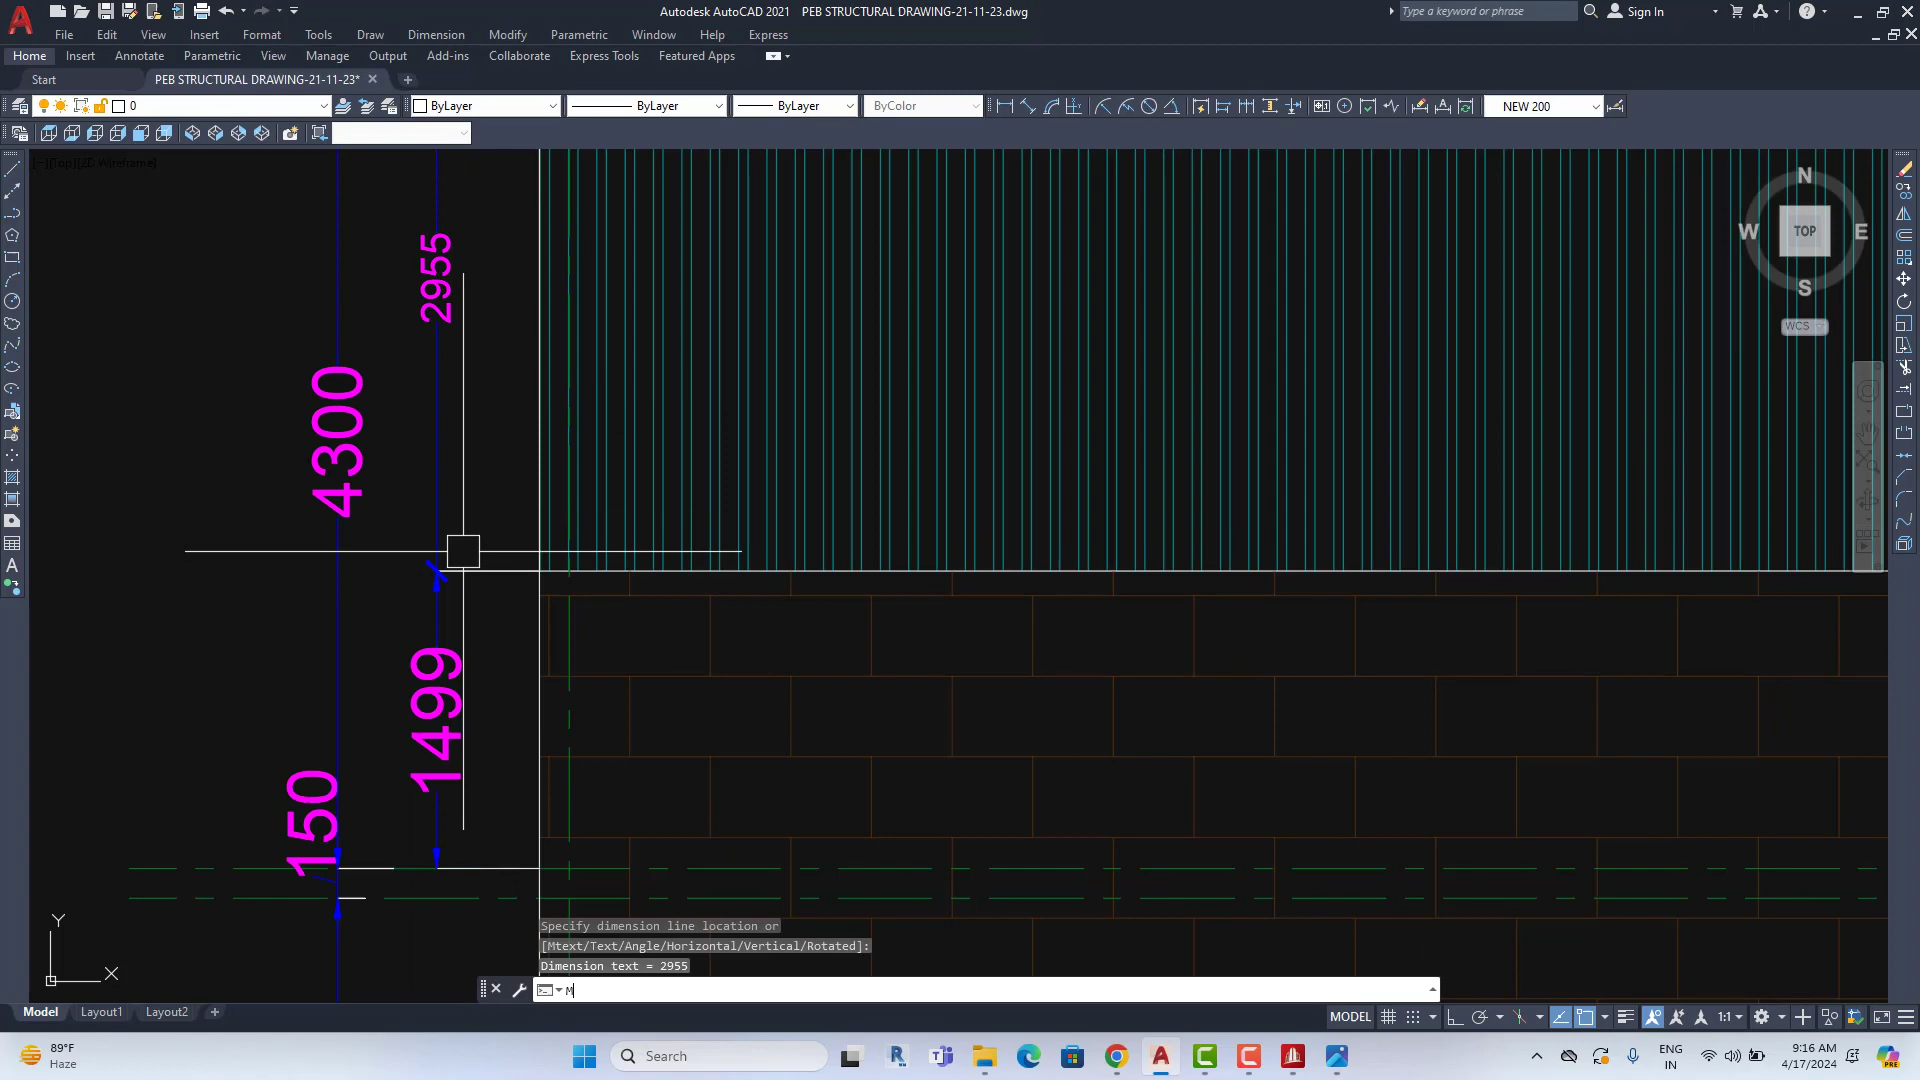 Autodesk AutoCAD 2021 PEB STRUCTURAL DRAWING-21-11-23.dwg
Type a keyword or phrase
Sign In
File Edit View Insert Format Tools Draw Dimension Modify Parametric Window Help Express
Home Insert Annotate Parametric View Manage Output Add-ins Collaborate Express Tools Featured Apps
Start
PEB STRUCTURAL DRAWING-21-11-23*
0
ByLayer
ByLayer
ByLayer
ByColor
NEW 200
[−][Top][2D Wireframe]
N
W
TOP
E
S
WCS
2955
4300
1499
150
Y
X
Specify dimension line location or
[Mtext/Text/Angle/Horizontal/Vertical/Rotated]:
Dimension text = 2955
M
Model Layout1 Layout2
MODEL
1:1
89°F
Haze
Search
ENG
IN
9:16 AM
4/17/2024
PRE